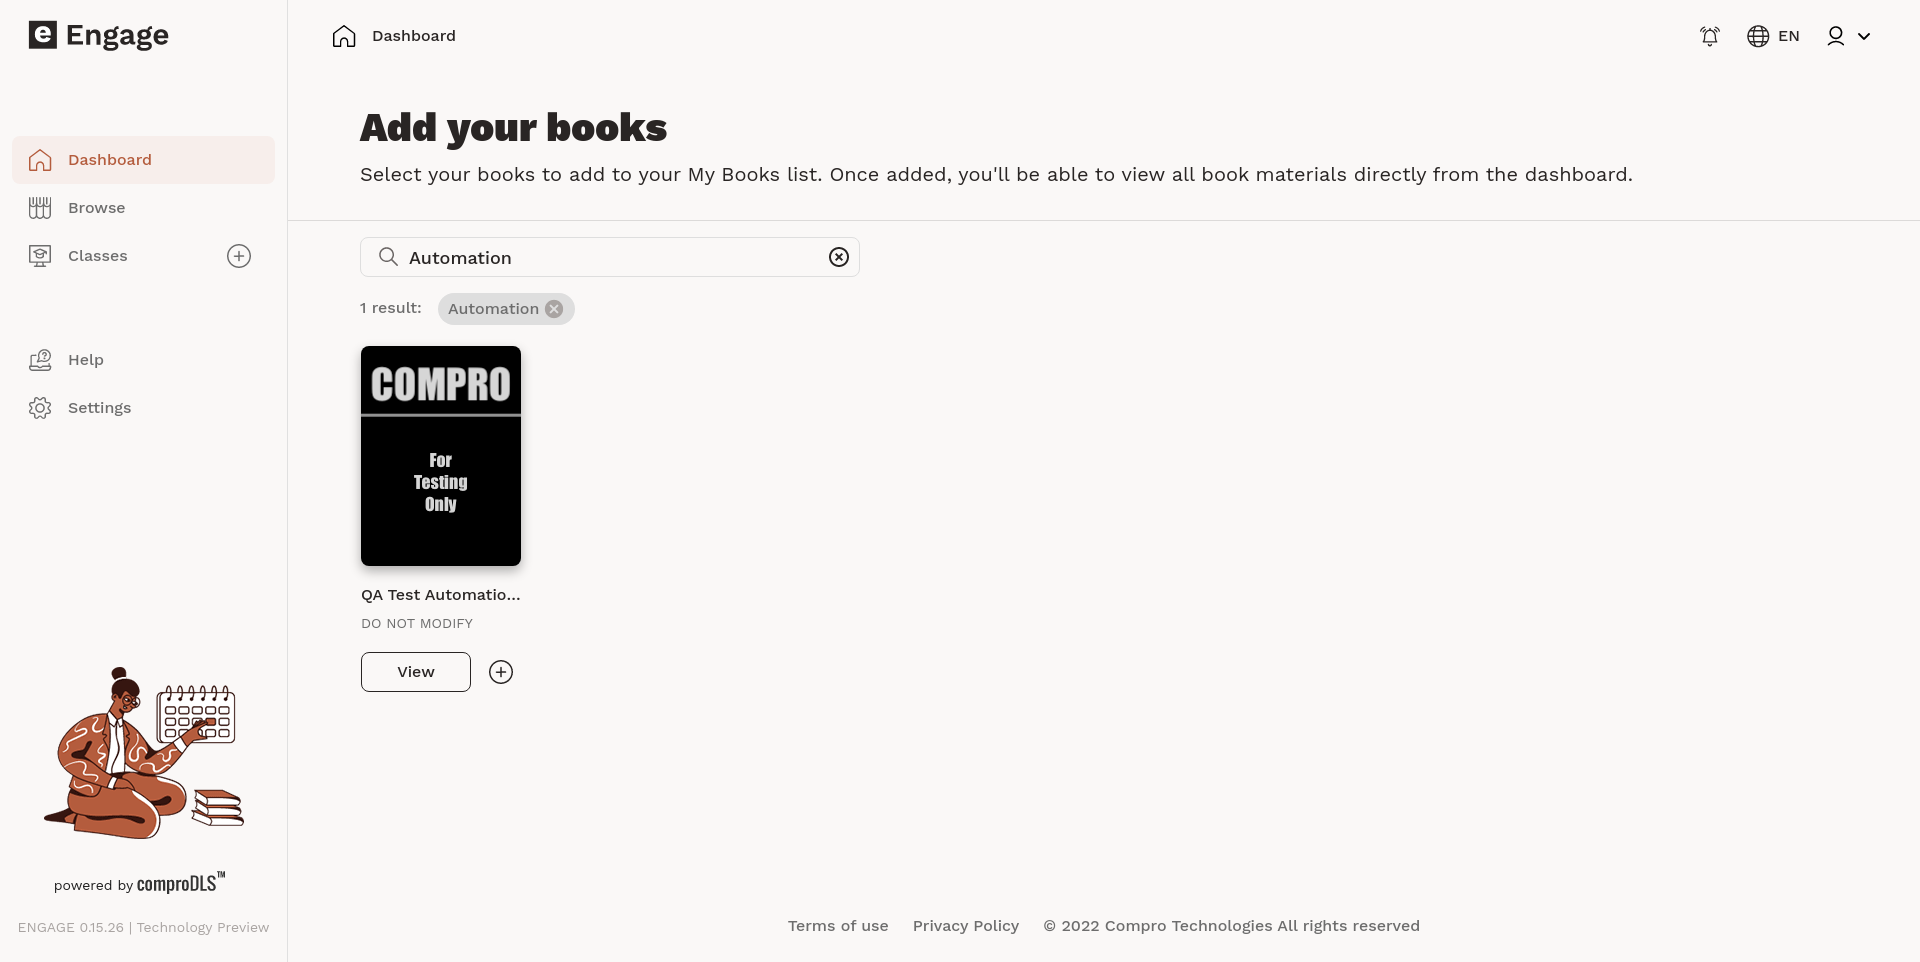 e Engage
Dashboard
EN
Dashboard
Browse
Classes
Help
Settings
Add your books
Select your books to add to your My Books list. Once added, you'll be able to view all book materials directly from the dashboard.
Automation
1 result: Automation
COMPRO
For
Testing
Only
QA Test Automatio...
DO NOT MODIFY
View
powered by comproDLS™
ENGAGE 0.15.26 | Technology Preview
Terms of use Privacy Policy © 2022 Compro Technologies All rights reserved